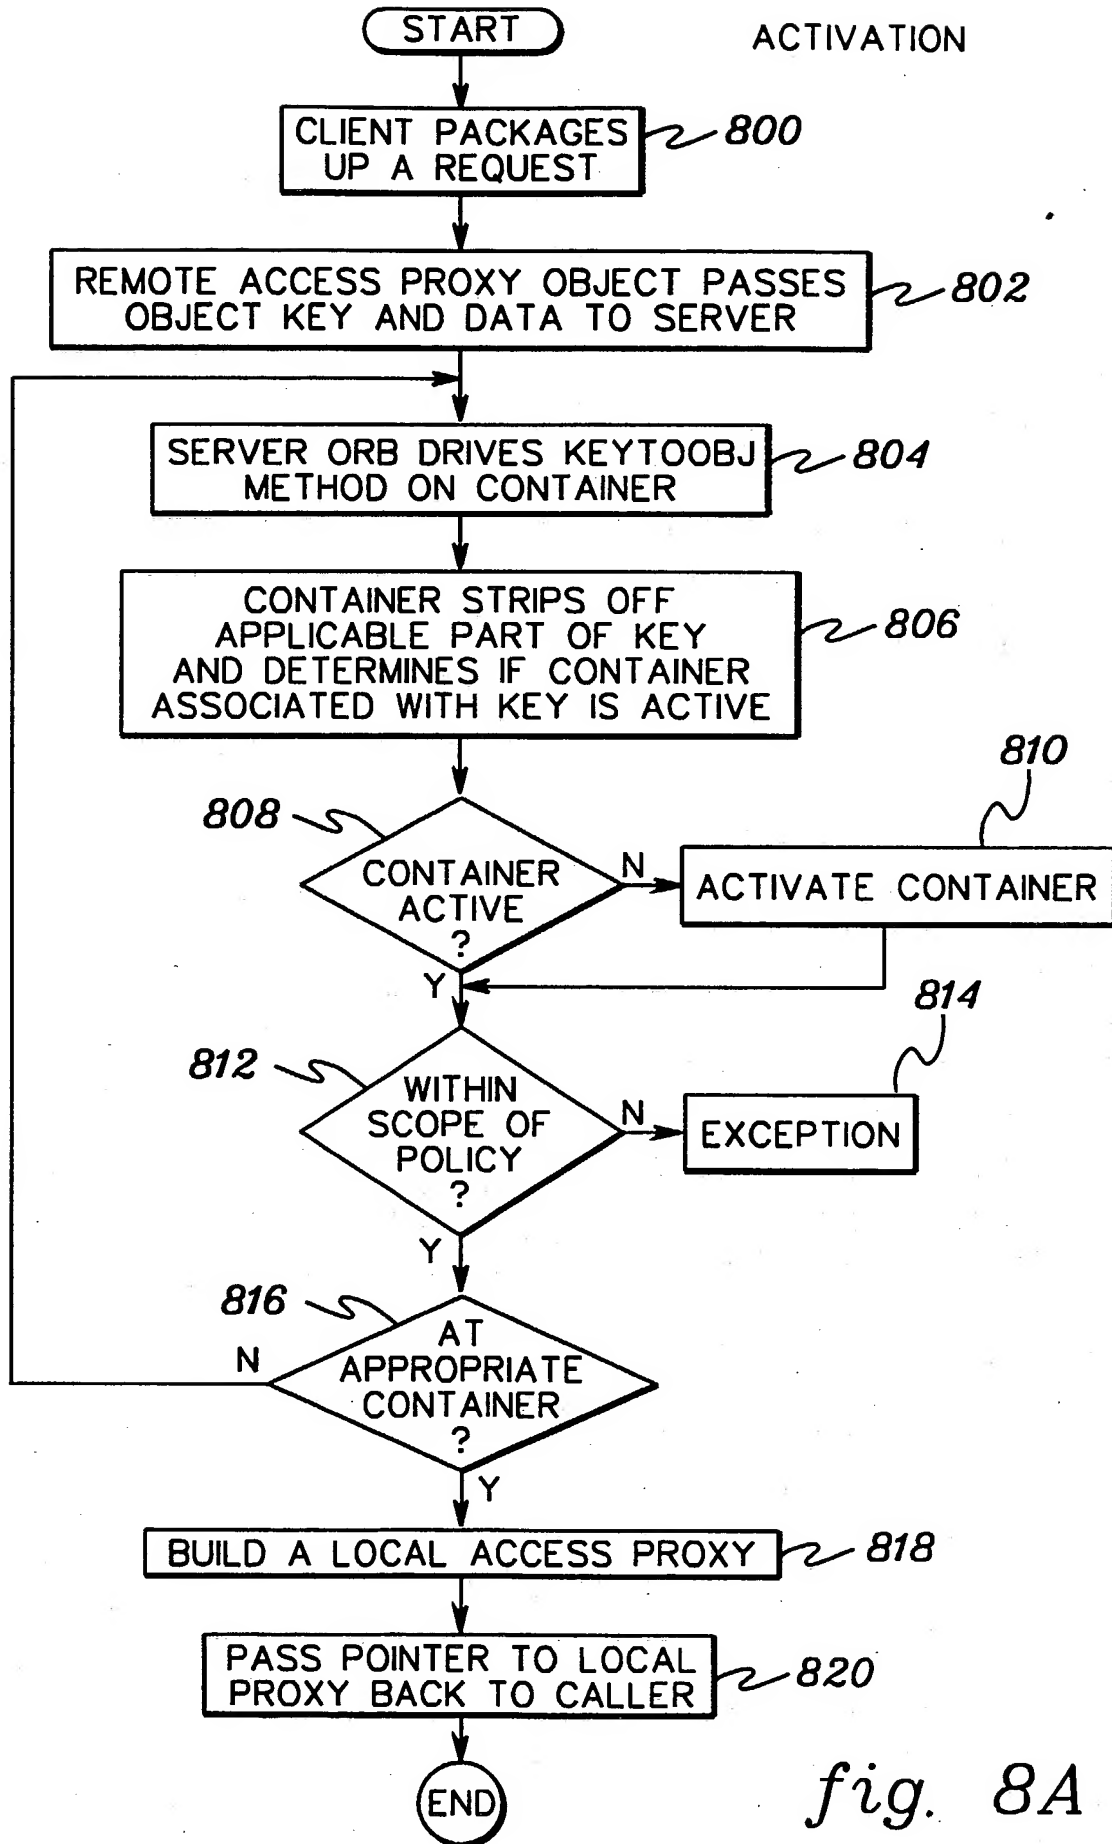 START
ACTIVATION
CLIENT PACKAGES
UP A REQUEST
800
REMOTE ACCESS PROXY OBJECT PASSES
OBJECT KEY AND DATA TO SERVER
802
SERVER ORB DRIVES KEYTOOBJ
METHOD ON CONTAINER
804
CONTAINER STRIPS OFF
APPLICABLE PART OF KEY
AND DETERMINES IF CONTAINER
ASSOCIATED WITH KEY IS ACTIVE
806
808
CONTAINER
ACTIVE
?
N
810
ACTIVATE CONTAINER
Y
812
WITHIN
SCOPE OF
POLICY
?
N
814
EXCEPTION
Y
816
AT
APPROPRIATE
CONTAINER
?
N
Y
BUILD A LOCAL ACCESS PROXY
818
PASS POINTER TO LOCAL
PROXY BACK TO CALLER
820
END
fig. 8A